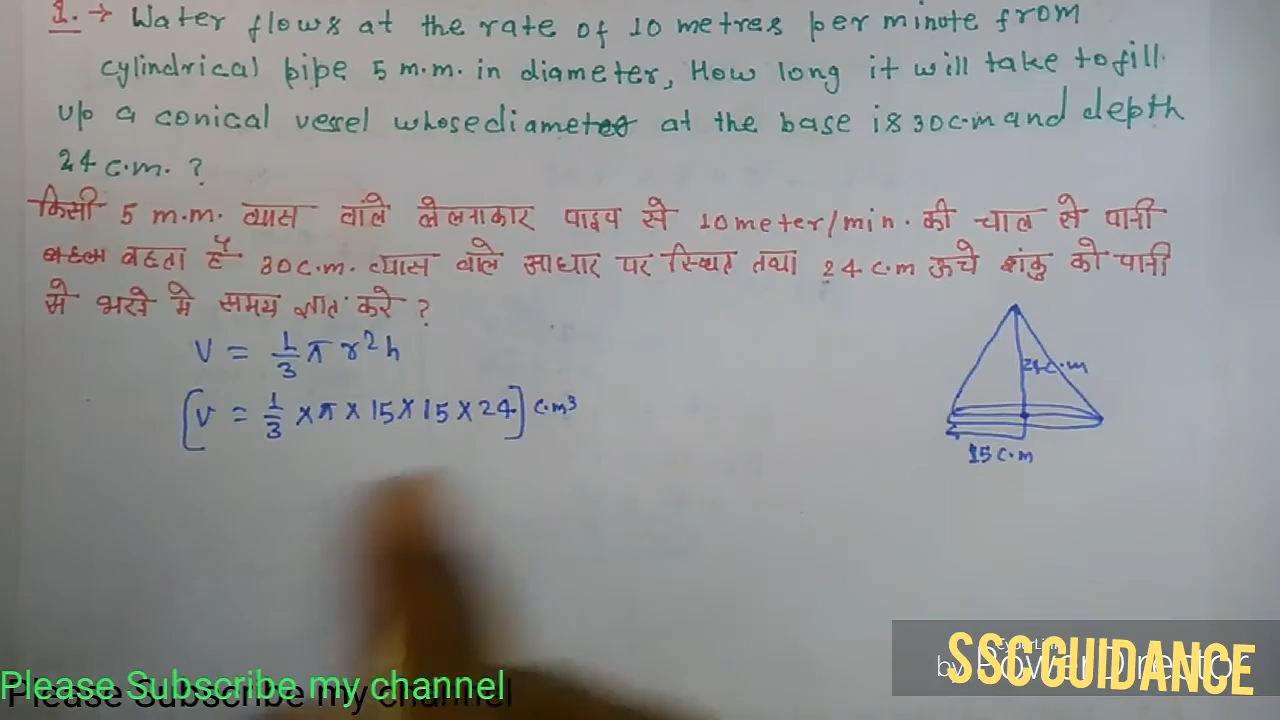 1. → Water flows at the rate of 10 metres per minute from
cylindrical pipe 5 m.m. in diameter, How long it will take to fill
up a conical vessel whose diameter at the base is 30 c.m and depth
24 c.m. ?
किसी 5 m.m. व्यास वाले बेलनाकार पाइप से 10 meter/min. की चाल से पानी
बहता है 30 c.m. व्यास वाले आधार पर स्थित तथा 24 c.m ऊचे शंकु को पानी
से भरने मे समय ज्ञात करे ?
V = 1/3 π r2 h
[V = 1/3 × π × 15 × 15 × 24] c.m3
24 c.m
15 c.m
SSCGUIDANCE
by PowerDirector
Please Subscribe my channel